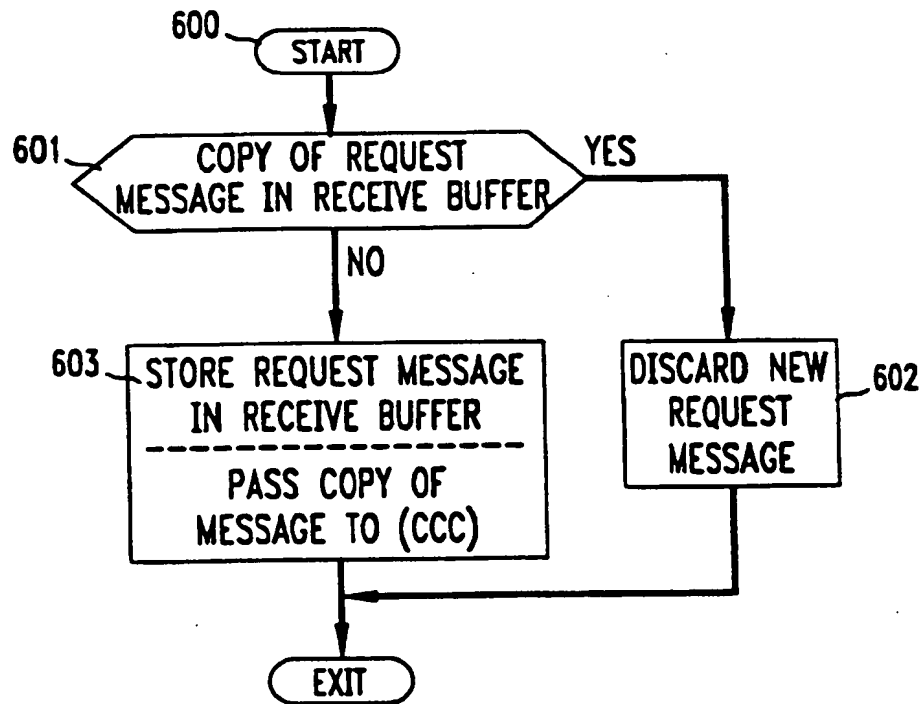 600
START
601
COPY OF REQUEST
MESSAGE IN RECEIVE BUFFER
YES
NO
603
STORE REQUEST MESSAGE
IN RECEIVE BUFFER
PASS COPY OF
MESSAGE TO (CCC)
DISCARD NEW
REQUEST
MESSAGE
602
EXIT